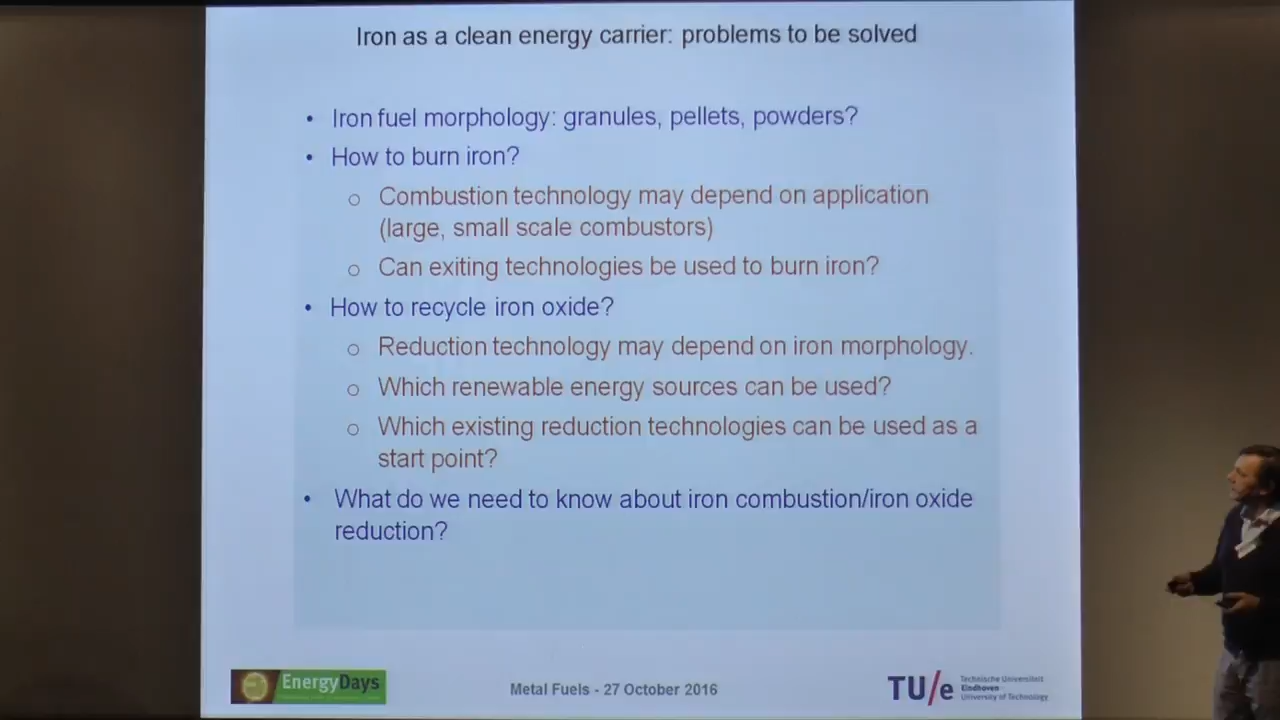 Iron as a clean energy carrier: problems to be solved
• Iron fuel morphology: granules, pellets, powders?
• How to burn iron?
o Combustion technology may depend on application
(large, small scale combustors)
o Can exiting technologies be used to burn iron?
• How to recycle iron oxide?
o Reduction technology may depend on iron morphology.
o Which renewable energy sources can be used?
o Which existing reduction technologies can be used as a
start point?
• What do we need to know about iron combustion/iron oxide
reduction?
EnergyDays
Metal Fuels - 27 October 2016
TU/e
Technische Universiteit
Eindhoven
University of Technology